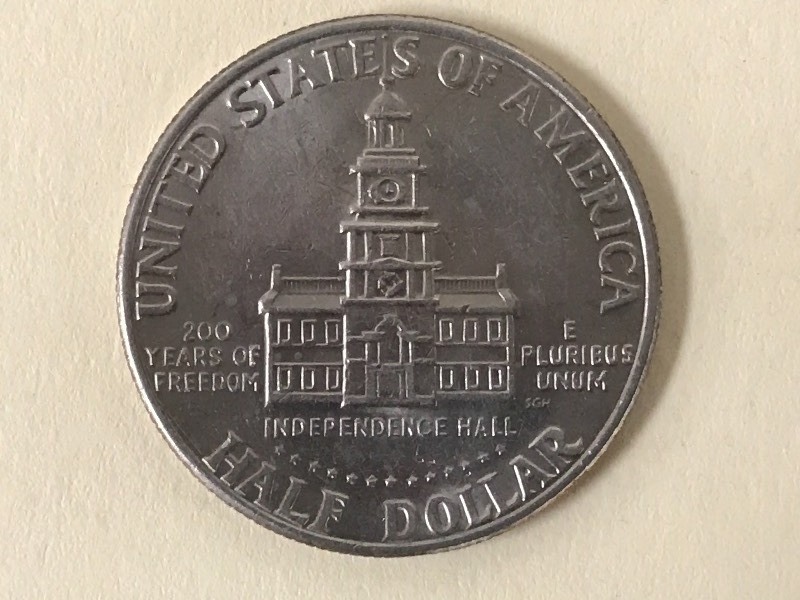 UNITED STATES OF AMERICA
200
YEARS OF
FREEDOM
E
PLURIBUS
UNUM
SGH
INDEPENDENCE HALL
HALF DOLLAR